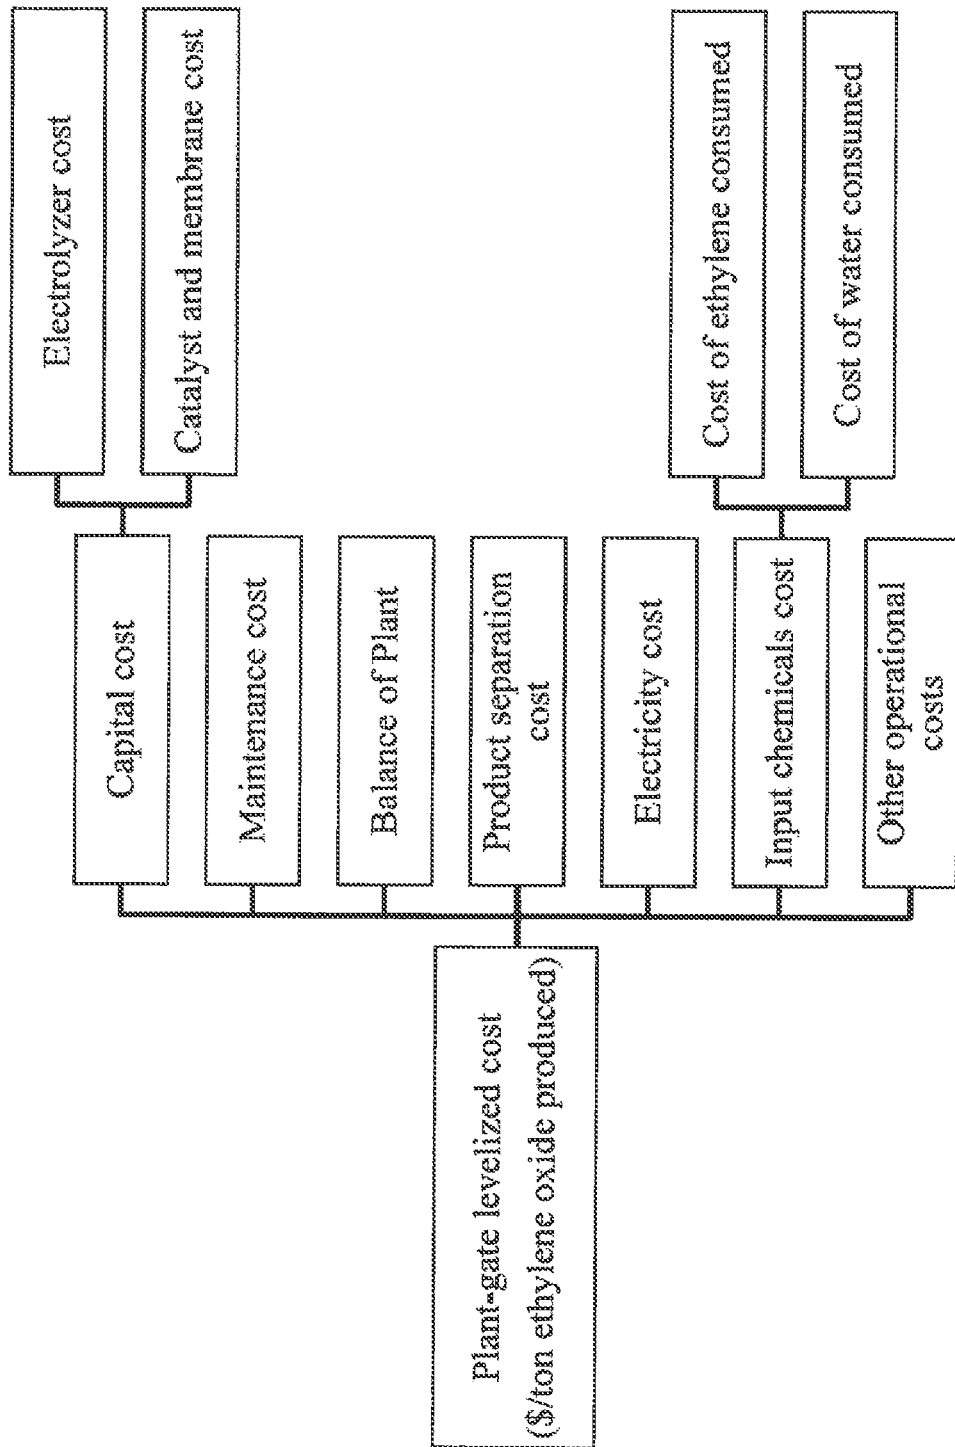 Plant-gate levelized cost
($/ton ethylene oxide produced)
Capital cost
Maintenance cost
Balance of Plant
Product separation
cost
Electricity cost
Input chemicals cost
Other operational
costs
Electrolyzer cost
Catalyst and membrane cost
Cost of ethylene consumed
Cost of water consumed